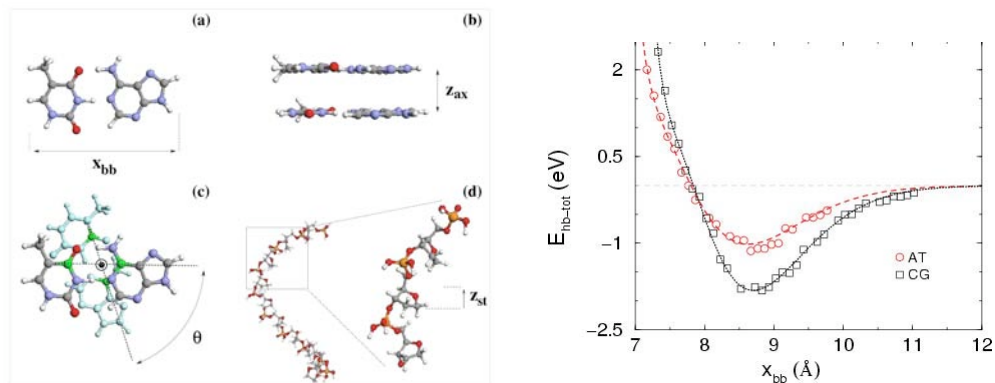 (a)
(b)
z_ax
x_bb
(c)
(d)
z_st
θ
E_hb-tot (eV)
2
0.5
-1
-2.5
AT
CG
7 8 9 10 11 12
x_bb (Å)